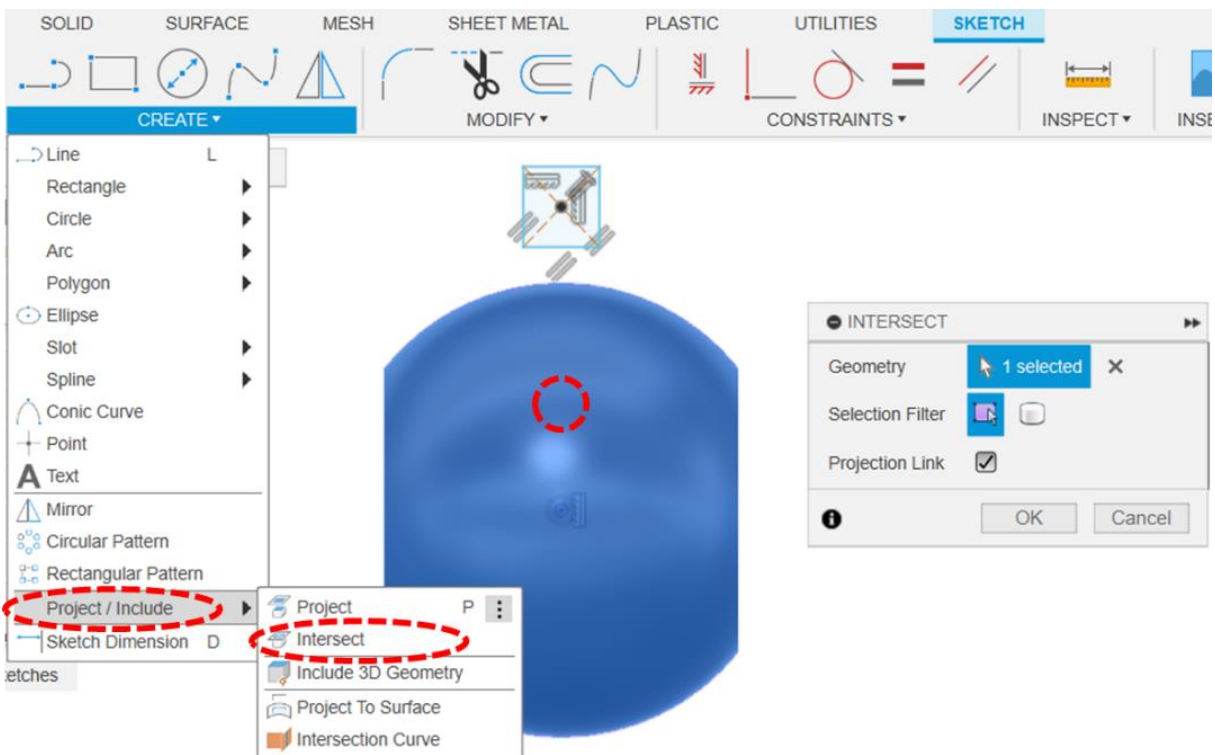 SOLID SURFACE MESH SHEET METAL PLASTIC UTILITIES SKETCH
CREATE ▾ MODIFY ▾ CONSTRAINTS ▾ INSPECT ▾ INSE
Line L
Rectangle
Circle
Arc
Polygon
Ellipse
Slot
Spline
Conic Curve
Point
A Text
Mirror
Circular Pattern
Rectangular Pattern
Project / Include
Sketch Dimension D
etches
Project P
Intersect
Include 3D Geometry
Project To Surface
Intersection Curve
INTERSECT
Geometry 1 selected
Selection Filter
Projection Link
OK Cancel